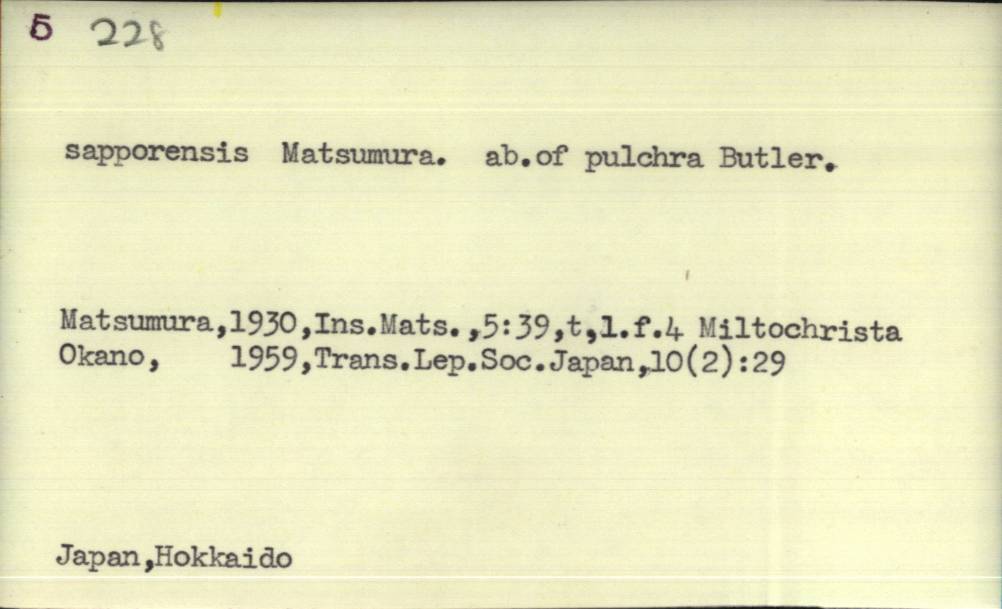 5 228
sapporensis Matsumura. ab.of pulchra Butler.
Matsumura,1930,Ins.Mats.,5:39,t,1.f.4 Miltochrista
Okano, 1959,Trans.Lep.Soc.Japan,10(2):29
Japan,Hokkaido